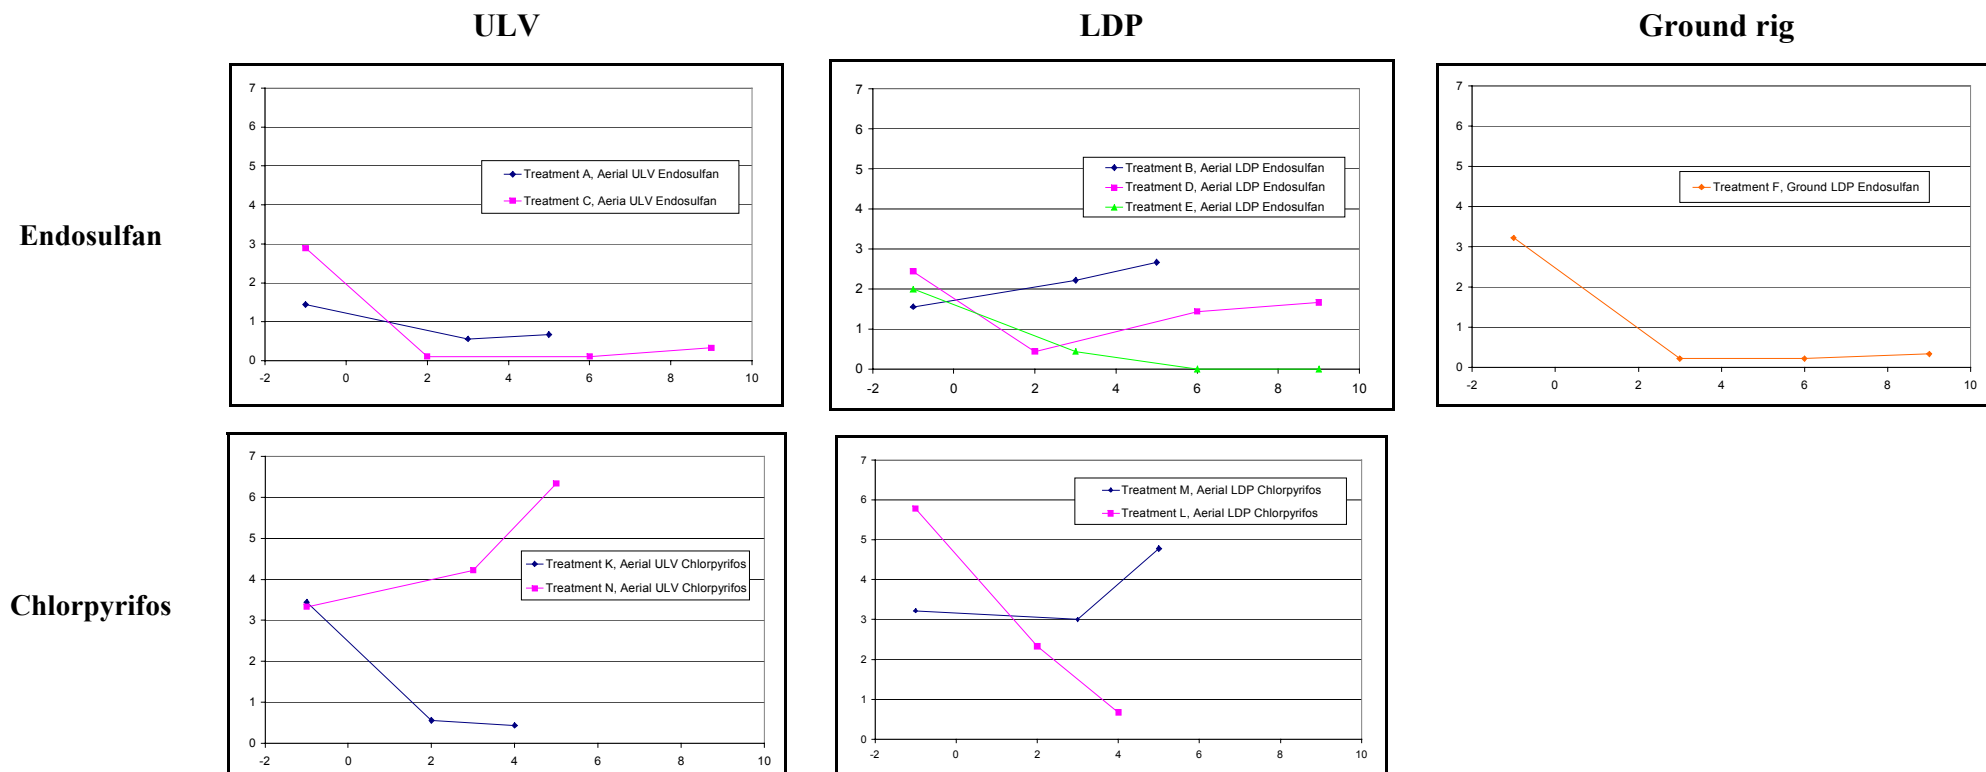 ULV LDP Ground rig
Endosulfan
7
6
5
4
3
2
1
0
-2 0 2 4 6 8 10
Treatment A, Aerial ULV Endosulfan
Treatment C, Aeria ULV Endosulfan
7
6
5
4
3
2
1
0
-2 0 2 4 6 8 10
Treatment B, Aerial LDP Endosulfan
Treatment D, Aerial LDP Endosulfan
Treatment E, Aerial LDP Endosulfan
7
6
5
4
3
2
1
0
-2 0 2 4 6 8 10
Treatment F, Ground LDP Endosulfan
Chlorpyrifos
7
6
5
4
3
2
1
0
-2 0 2 4 6 8 10
Treatment K, Aerial ULV Chlorpyrifos
Treatment N, Aerial ULV Chlorpyrifos
7
6
5
4
3
2
1
0
-2 0 2 4 6 8 10
Treatment M, Aerial LDP Chlorpyrifos
Treatment L, Aerial LDP Chlorpyrifos